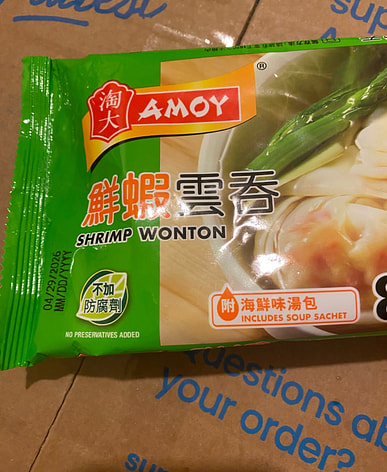 淘大
AMOY
®
鮮蝦雲吞
SHRIMP WONTON
04/29/2026
MM/DD/YYYY
不加
防腐劑
NO PRESERVATIVES ADDED
附
海鮮味湯包
INCLUDES SOUP SACHET
8
Questions ab
your order?